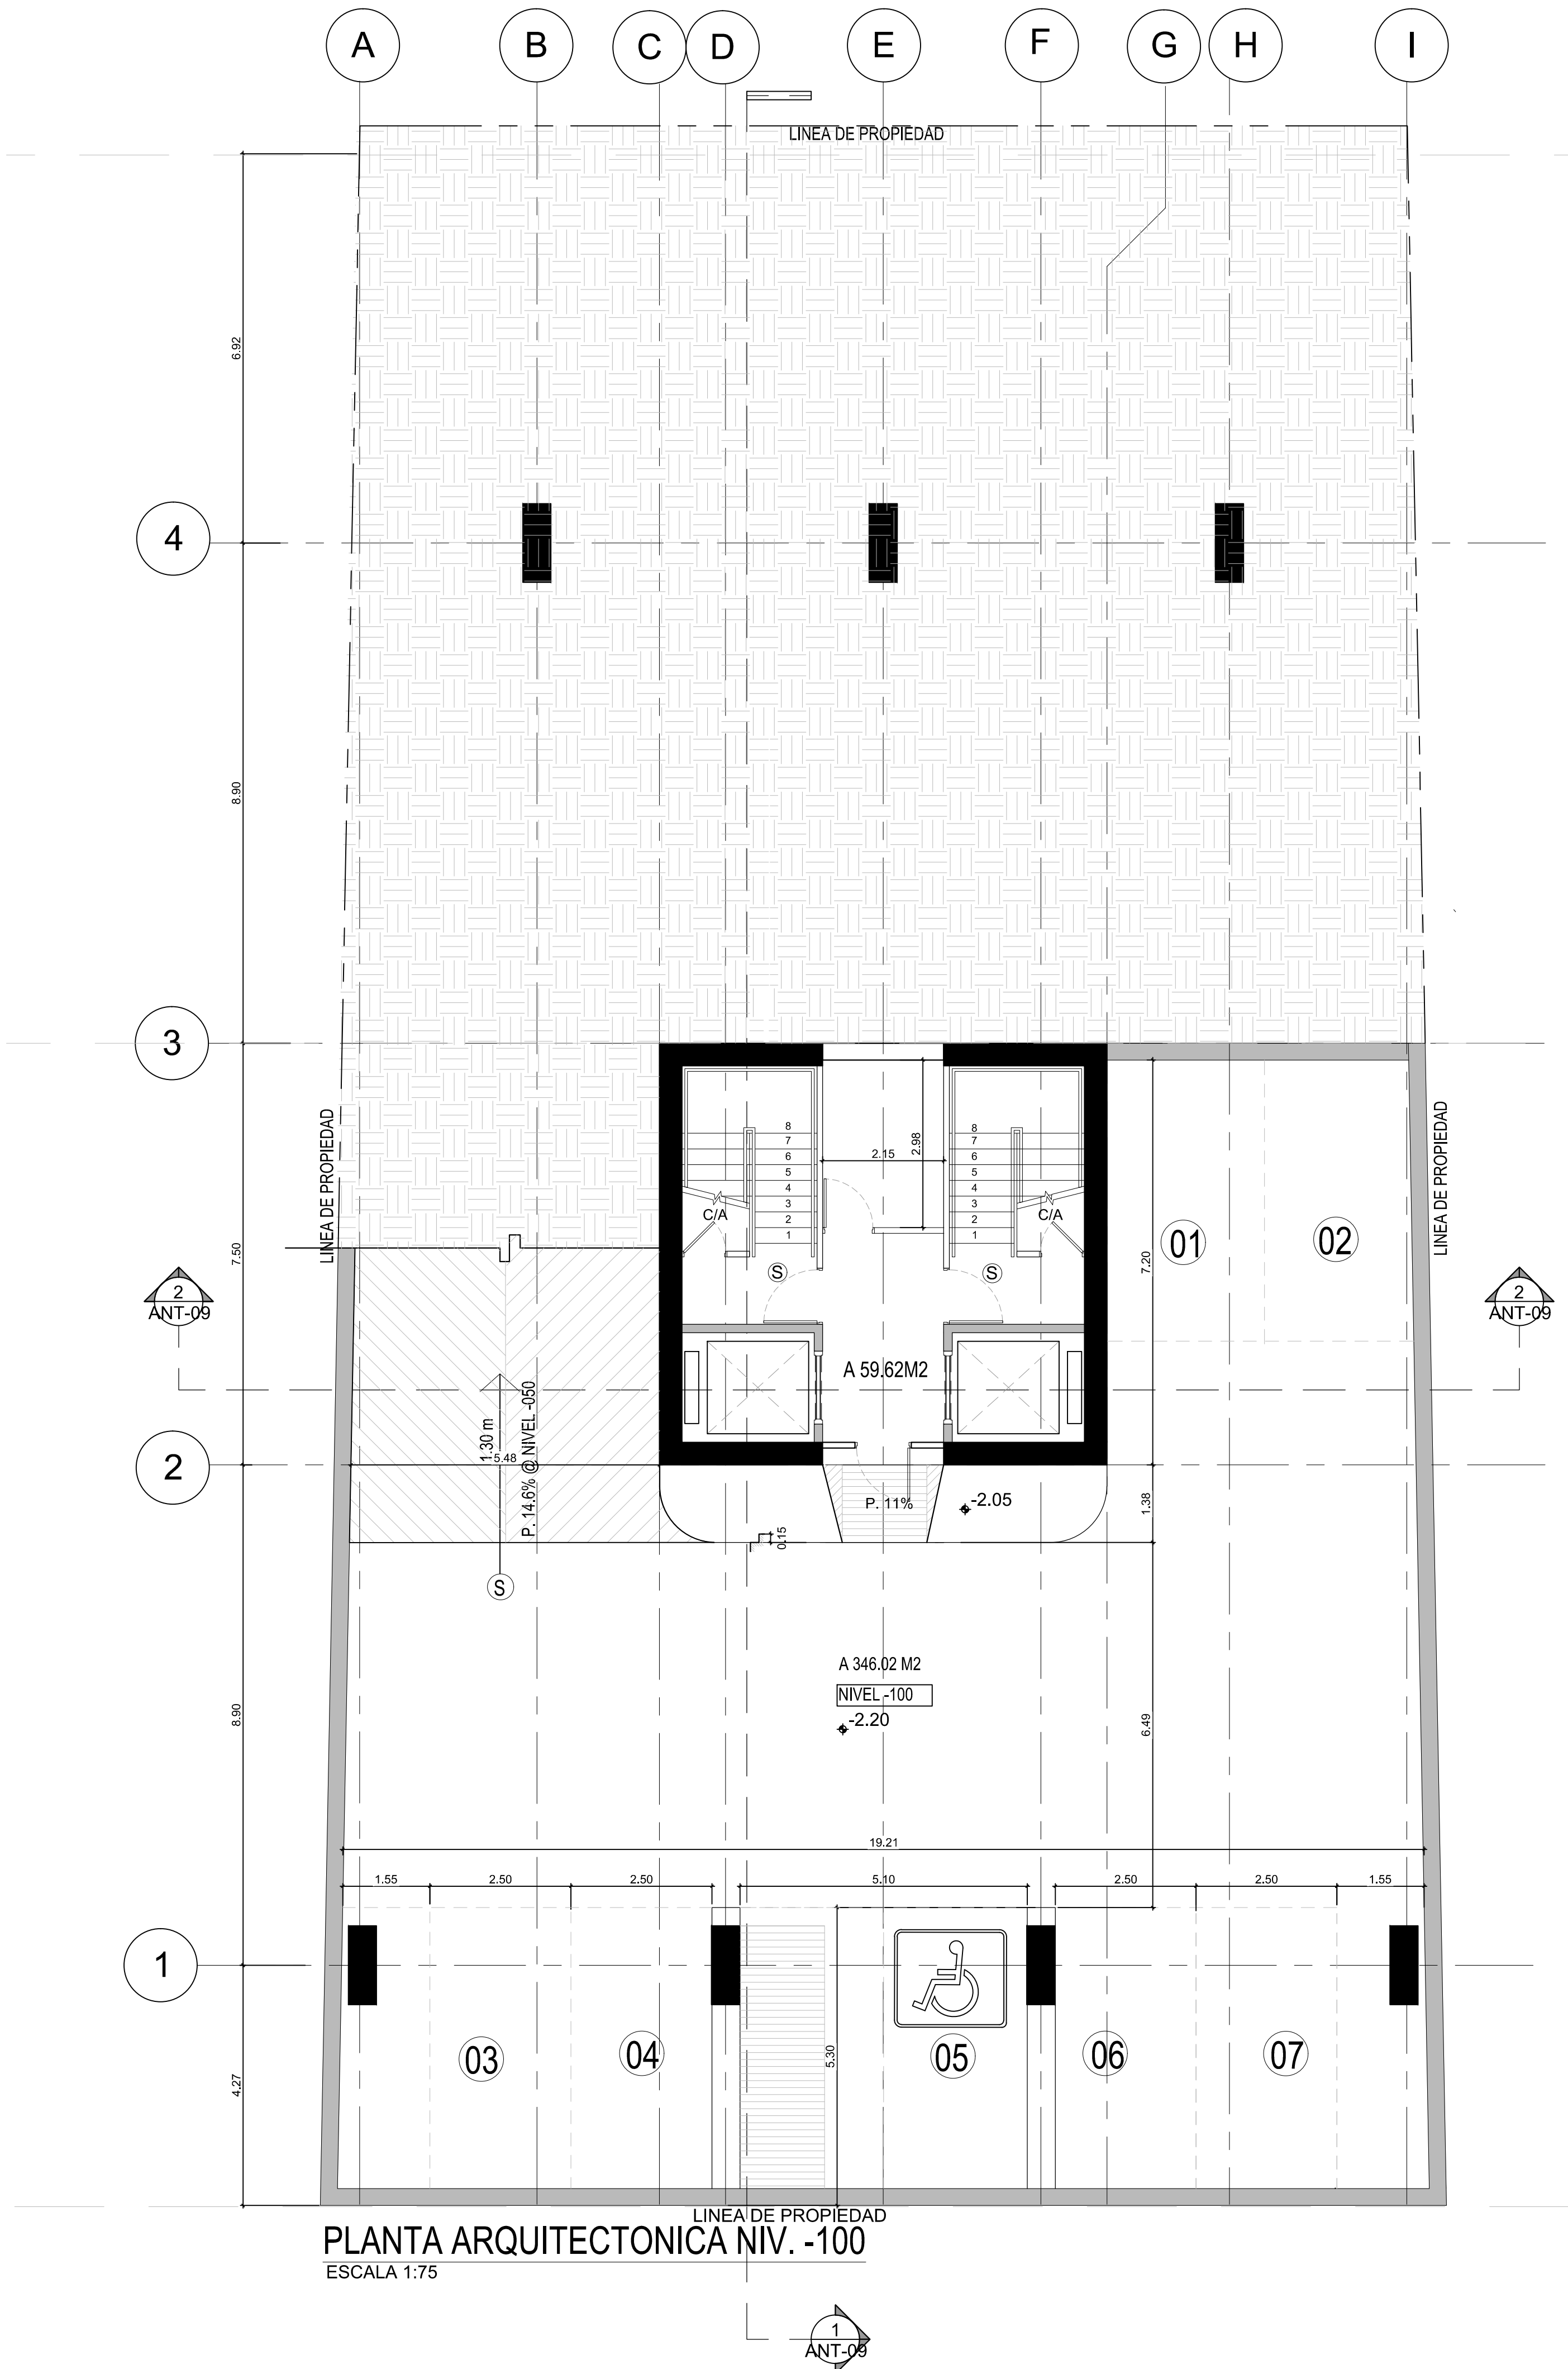 A B C D E F G H I
LINEA DE PROPIEDAD
6.92
4
8.90
3
LINEA DE PROPIEDAD
LINEA DE PROPIEDAD
8
7
6
5
4
3
2
1
C/A
S
2.15
2.98
8
7
6
5
4
3
2
1
C/A
S
7.50
7.20
01
02
2
ANT-09
2
ANT-09
A 59.62M2
1.30 m
5.48
P. 14.6% @ NIVEL -050
2
P. 11%
-2.05
1.38
0.15
S
A 346.02 M2
NIVEL -100
-2.20
8.90
6.49
19.21
1.55 2.50 2.50 5.10 2.50 2.50 1.55
1
03
04
5.30
05
06
07
4.27
LINEA DE PROPIEDAD
PLANTA ARQUITECTONICA NIV. -100
ESCALA 1:75
1
ANT-09